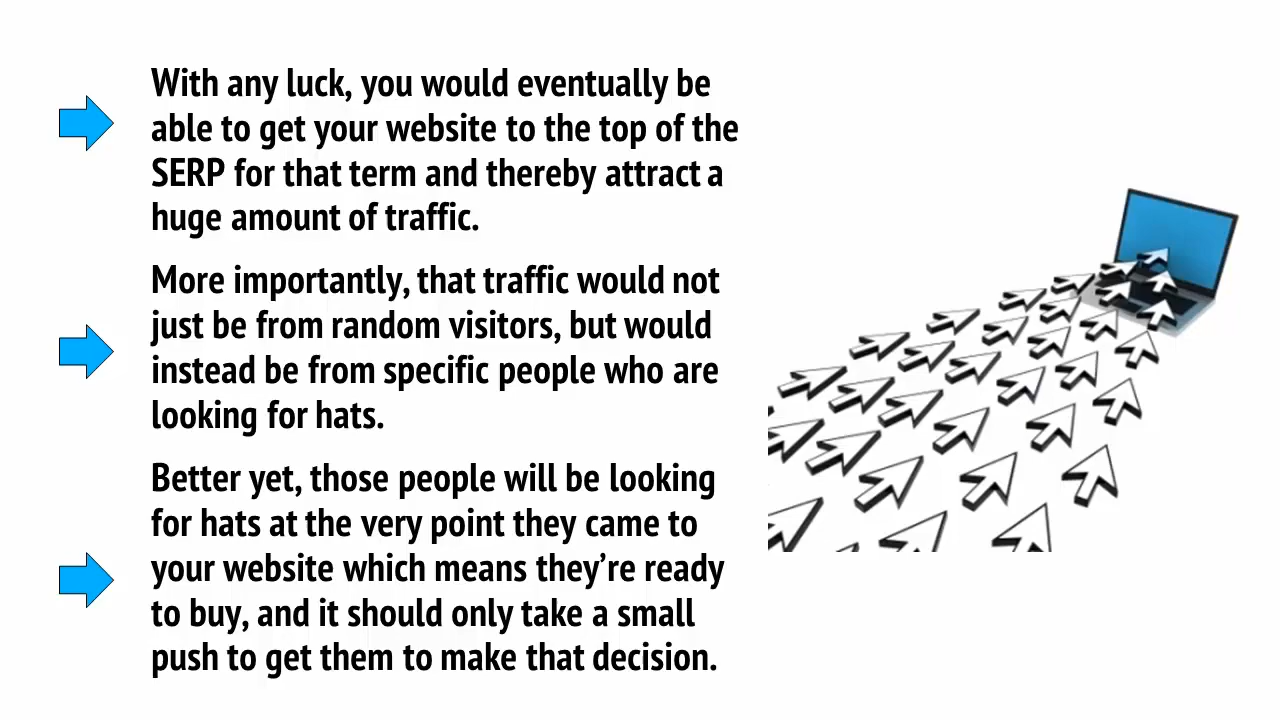 With any luck, you would eventually be
able to get your website to the top of the
SERP for that term and thereby attract a
huge amount of traffic.
More importantly, that traffic would not
just be from random visitors, but would
instead be from specific people who are
looking for hats.
Better yet, those people will be looking
for hats at the very point they came to
your website which means they’re ready
to buy, and it should only take a small
push to get them to make that decision.